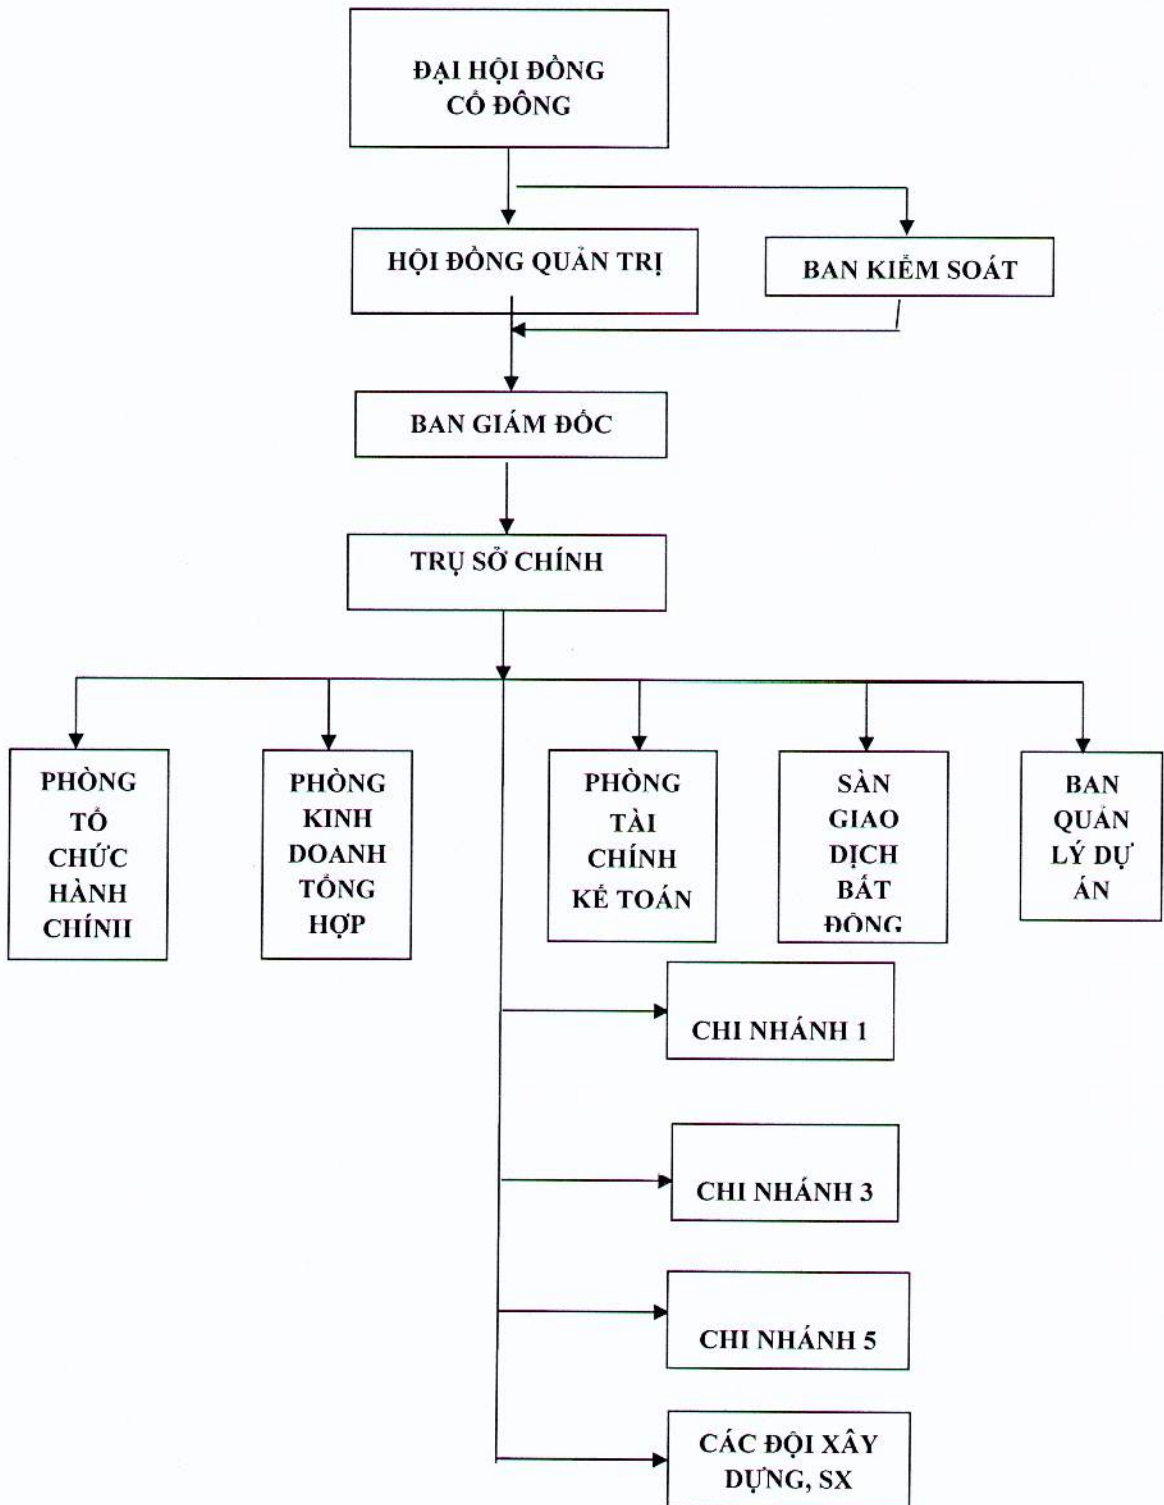 ĐẠI HỘI ĐỒNG
CỔ ĐÔNG
HỘI ĐỒNG QUẢN TRỊ
BAN KIỂM SOÁT
BAN GIÁM ĐỐC
TRỤ SỞ CHÍNH
PHÒNG
TỔ
CHỨC
HÀNH
CHÍNH
PHÒNG
KINH
DOANH
TỔNG
HỢP
PHÒNG
TÀI
CHÍNH
KẾ TOÁN
SÀN
GIAO
DỊCH
BẤT
ĐỘNG
BAN
QUẢN
LÝ DỰ
ÁN
CHI NHÁNH 1
CHI NHÁNH 3
CHI NHÁNH 5
CÁC ĐỘI XÂY
DỰNG, SX